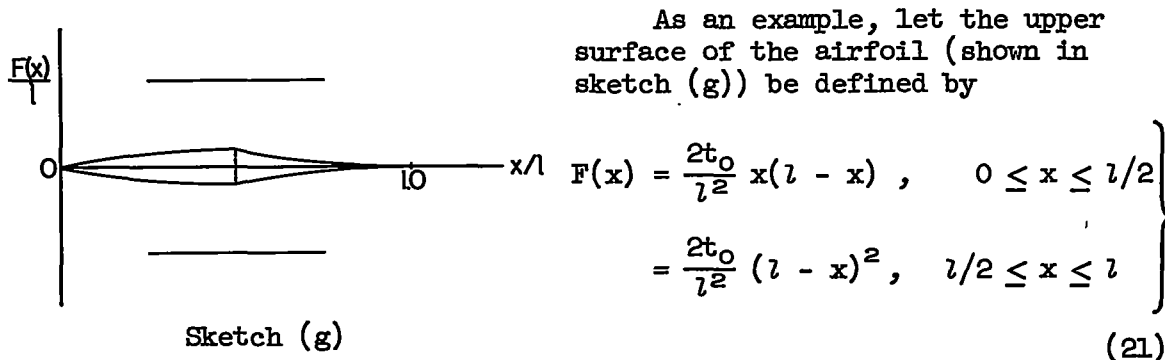 As an example, let the upper
surface of the airfoil (shown in
sketch (g)) be defined by
F(x)/l
0
1.0
x/l
F(x) = 2t₀/l² x(l - x) , 0 ≤ x ≤ l/2
= 2t₀/l² (l - x)², l/2 ≤ x ≤ l
Sketch (g)
(21)